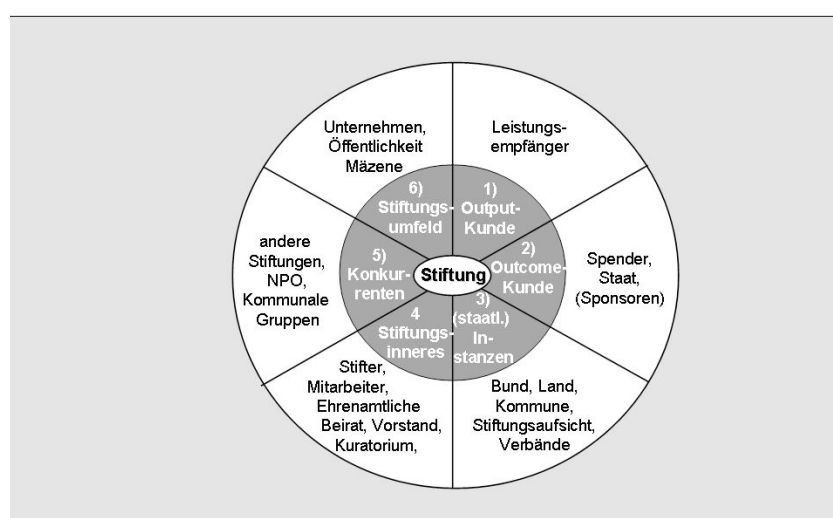 Unternehmen,
Öffentlichkeit
Mäzene
Leistungs-
empfänger
6)
Stiftungs-
umfeld
1)
Output-
Kunde
andere
Stiftungen,
NPO,
Kommunale
Gruppen
5)
Konkur-
renten
Stiftung
2)
Outcome-
Kunde
Spender,
Staat,
(Sponsoren)
4
Stiftungs-
inneres
3)
(staatl.)
In-
stanzen
Stifter,
Mitarbeiter,
Ehrenamtliche
Beirat, Vorstand,
Kuratorium,
Bund, Land,
Kommune,
Stiftungsaufsicht,
Verbände